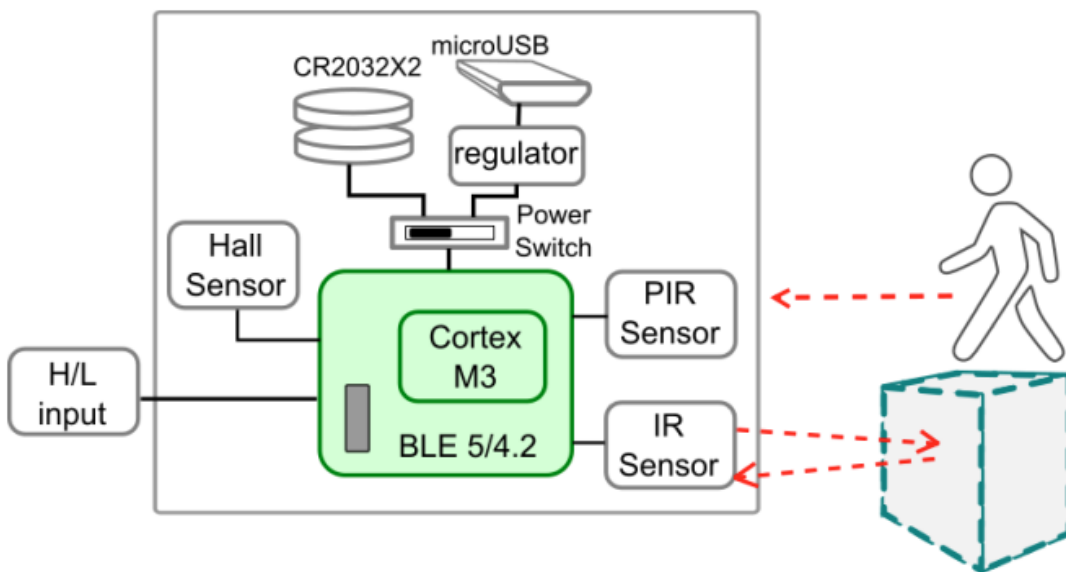 microUSB
CR2032X2
regulator
Power
Switch
Hall
Sensor
PIR
Sensor
Cortex
M3
H/L
input
BLE 5/4.2
IR
Sensor